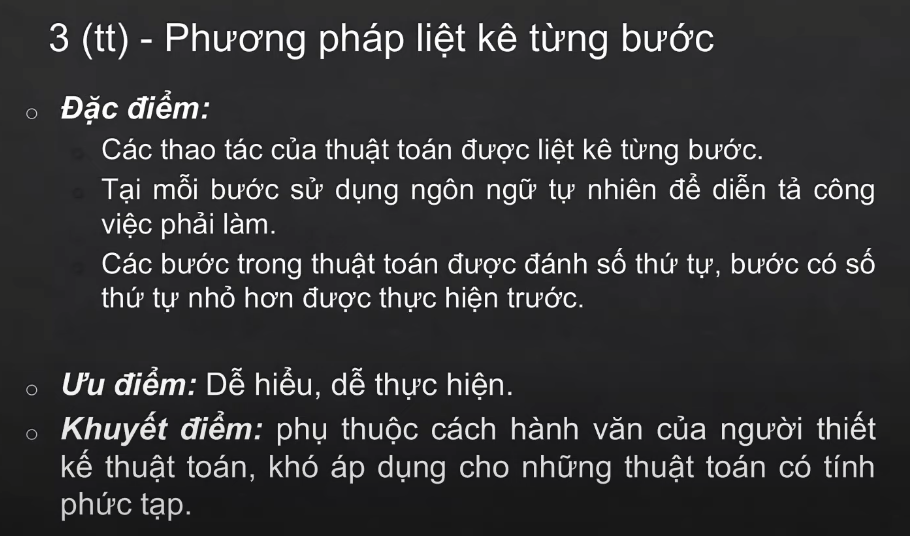 3 (tt) - Phương pháp liệt kê từng bước
Đặc điểm:
Các thao tác của thuật toán được liệt kê từng bước.
Tại mỗi bước sử dụng ngôn ngữ tự nhiên để diễn tả công
việc phải làm.
Các bước trong thuật toán được đánh số thứ tự, bước có số
thứ tự nhỏ hơn được thực hiện trước.
Ưu điểm: Dễ hiểu, dễ thực hiện.
Khuyết điểm: phụ thuộc cách hành văn của người thiết
kế thuật toán, khó áp dụng cho những thuật toán có tính
phức tạp.